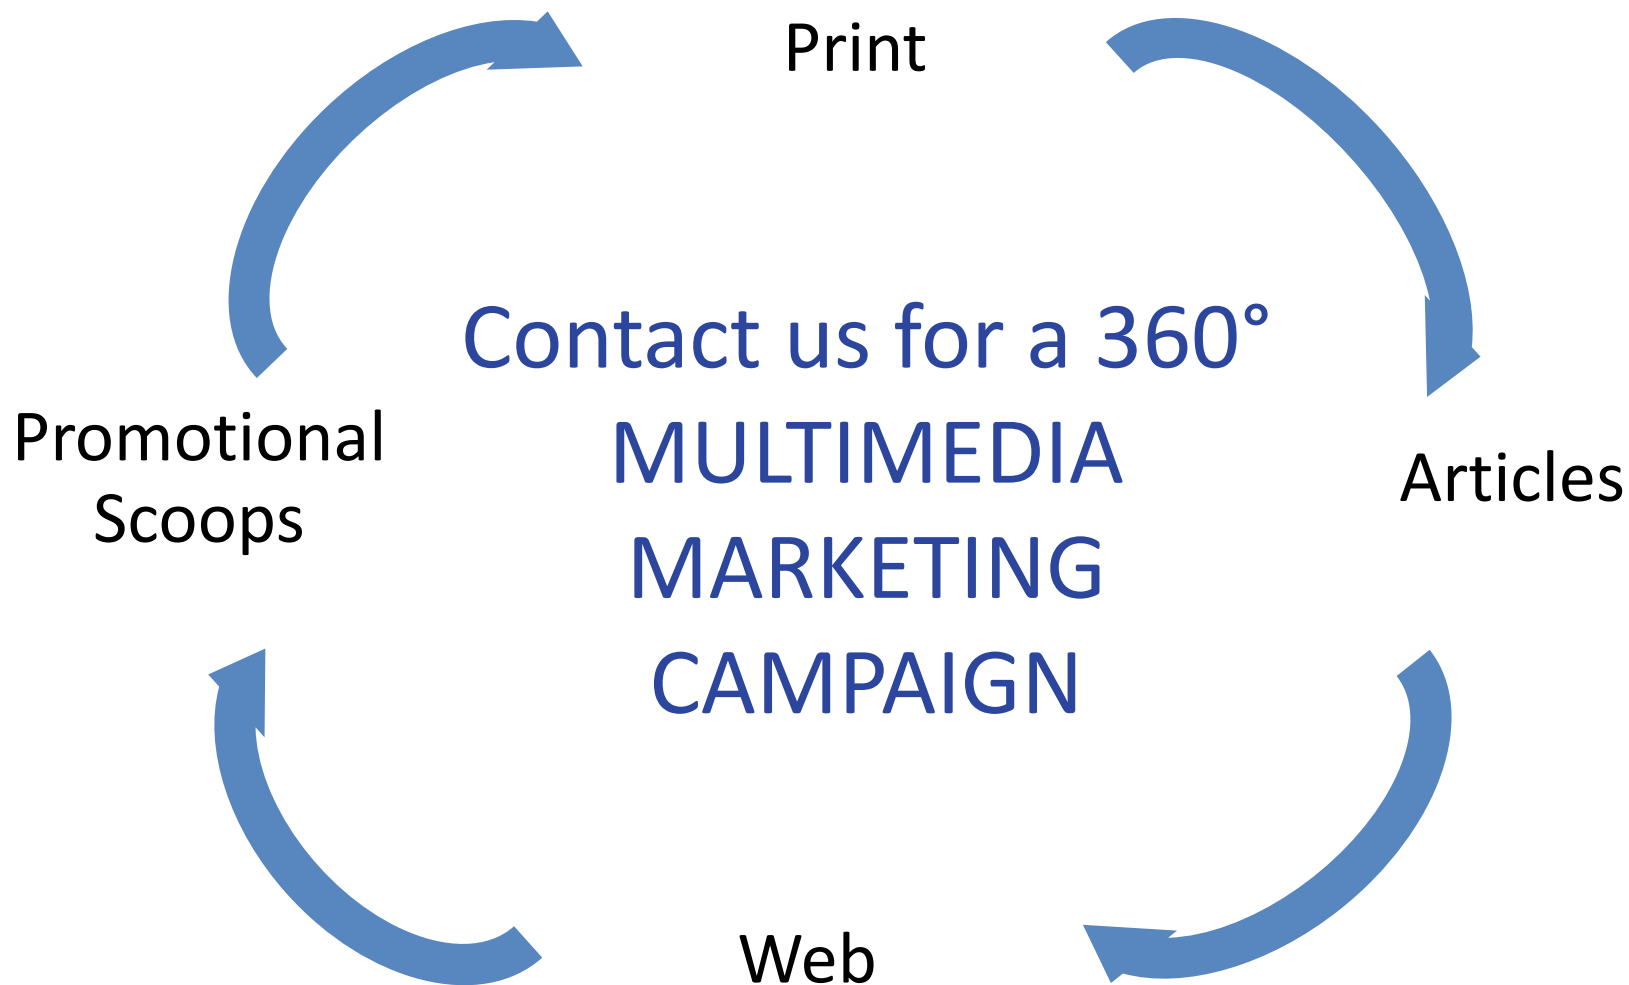 Print
Contact us for a 360°
MULTIMEDIA
MARKETING
CAMPAIGN
Promotional
Scoops
Articles
Web